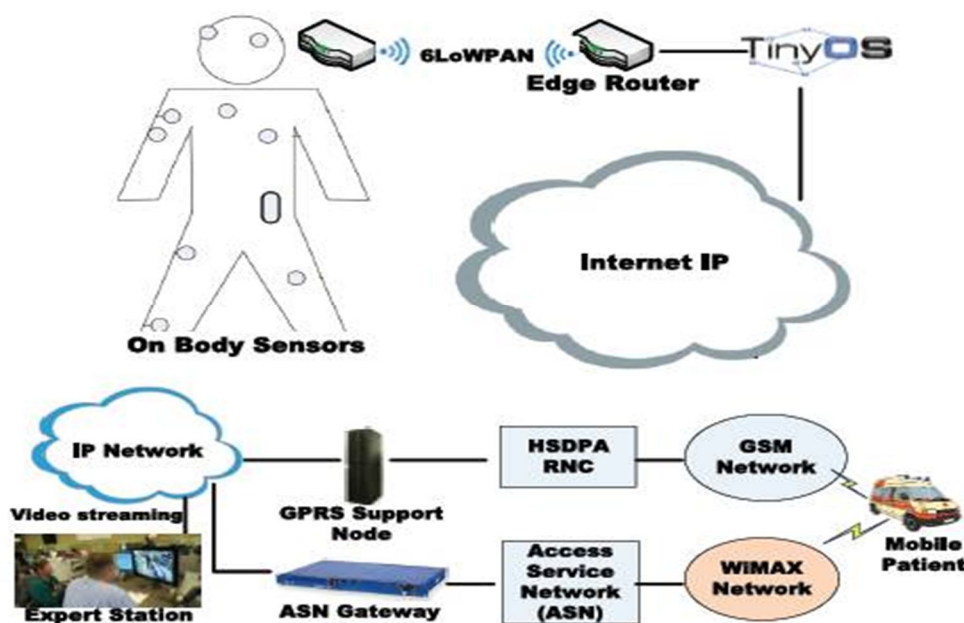 6LoWPAN
Edge Router
TinyOS
Internet IP
On Body Sensors
IP Network
HSDPA
RNC
GSM
Network
Video streaming
GPRS Support
Node
Mobile
Patient
Expert Station
ASN Gateway
Access
Service
Network
(ASN)
WiMAX
Network